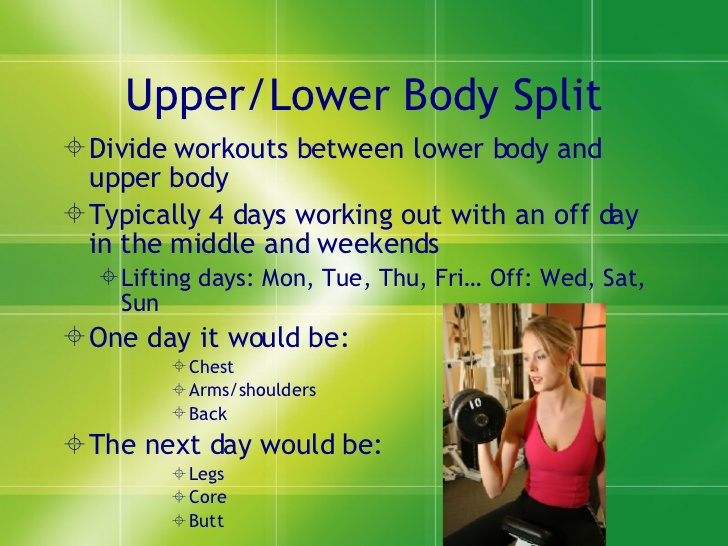 Upper/Lower Body Split
Divide workouts between lower body and
upper body
Typically 4 days working out with an off day
in the middle and weekends
Lifting days: Mon, Tue, Thu, Fri… Off: Wed, Sat,
Sun
One day it would be:
Chest
Arms/shoulders
Back
The next day would be:
Legs
Core
Butt
10